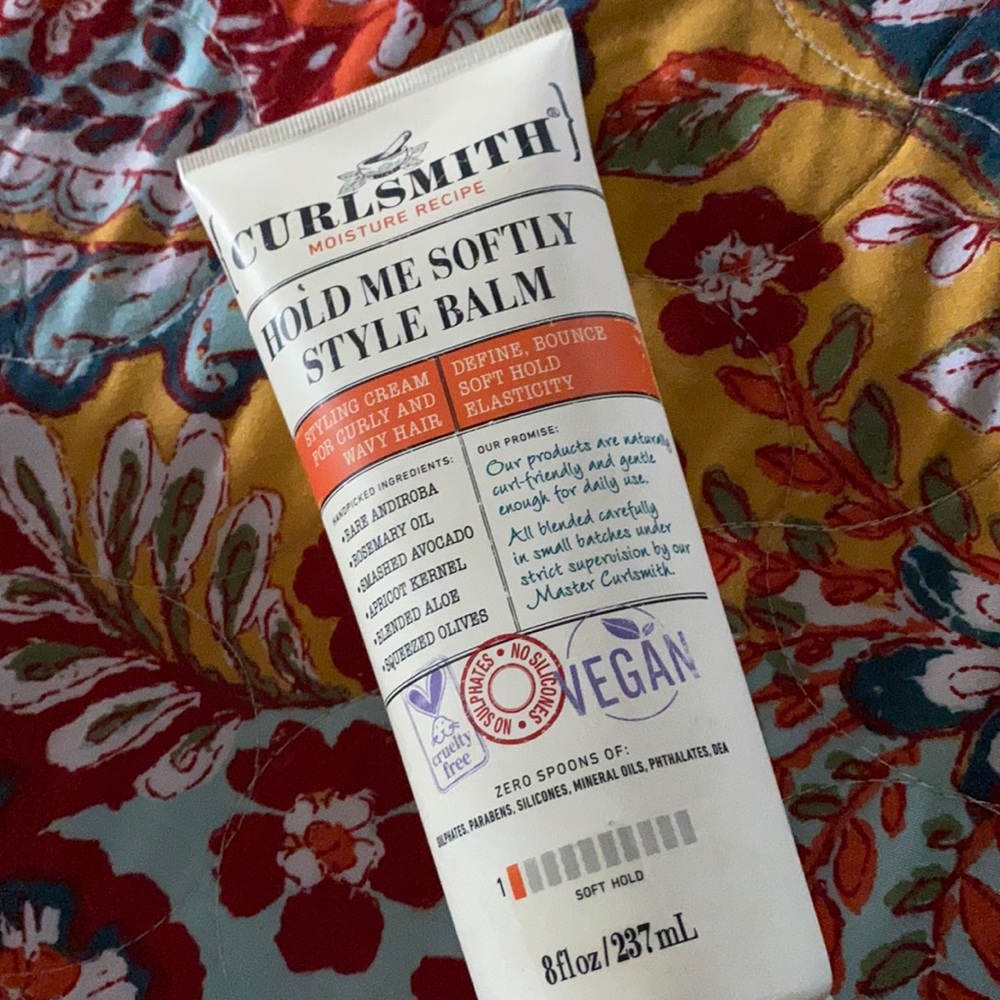 CURLSMITH®
MOISTURE RECIPE
HOLD ME SOFTLY
STYLE BALM
STYLING CREAM
FOR CURLY AND
WAVY HAIR
DEFINE, BOUNCE
SOFT HOLD
ELASTICITY
HANDPICKED INGREDIENTS:
•RARE ANDIROBA
•ROSEMARY OIL
•SMASHED AVOCADO
•APRICOT KERNEL
•BLENDED ALOE
•SQUEEZED OLIVES
OUR PROMISE:
Our products are naturally
curl-friendly and gentle
enough for daily use.
All blended carefully
in small batches under
strict supervision by our
Master Curlsmith.
cruelty
free
NO SULPHATES • NO SILICONES •
VEGAN
ZERO SPOONS OF:
SULPHATES, PARABENS, SILICONES, MINERAL OILS, PHTHALATES, DEA
1
SOFT HOLD
8floz/237mL